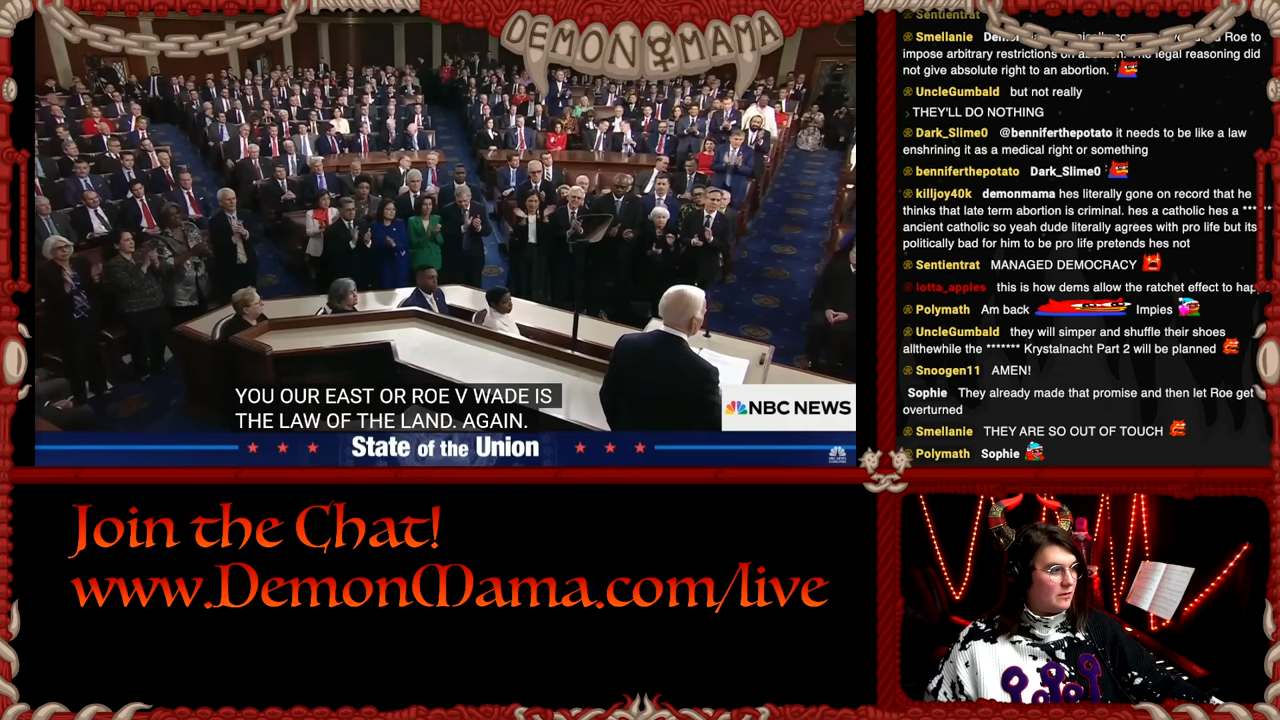 DEMON MAMA
YOU OUR EAST OR ROE V WADE IS
THE LAW OF THE LAND. AGAIN.
NBC NEWS
State of the Union
Sentientrat
Smellanie Roe to
impose arbitrary restrictions on legal reasoning did
not give absolute right to an abortion.
UncleGumbald but not really
› THEY'LL DO NOTHING
Dark_Slime0 @benniferthepotato it needs to be like a law
enshrining it as a medical right or something
benniferthepotato Dark_Slime0
killjoy40k demonmama hes literally gone on record that he
thinks that late term abortion is criminal. hes a catholic hes a ***
ancient catholic so yeah dude literally agrees with pro life but its
politically bad for him to be pro life pretends hes not
Sentientrat MANAGED DEMOCRACY
lotta_apples this is how dems allow the ratchet effect to hap
Polymath Am back Impies
UncleGumbald they will simper and shuffle their shoes
allthewhile the ******* Krystalnacht Part 2 will be planned
Snoogen11 AMEN!
Sophie They already made that promise and then let Roe get
overturned
Smellanie THEY ARE SO OUT OF TOUCH
Polymath Sophie
Join the Chat!
www.DemonMama.com/live